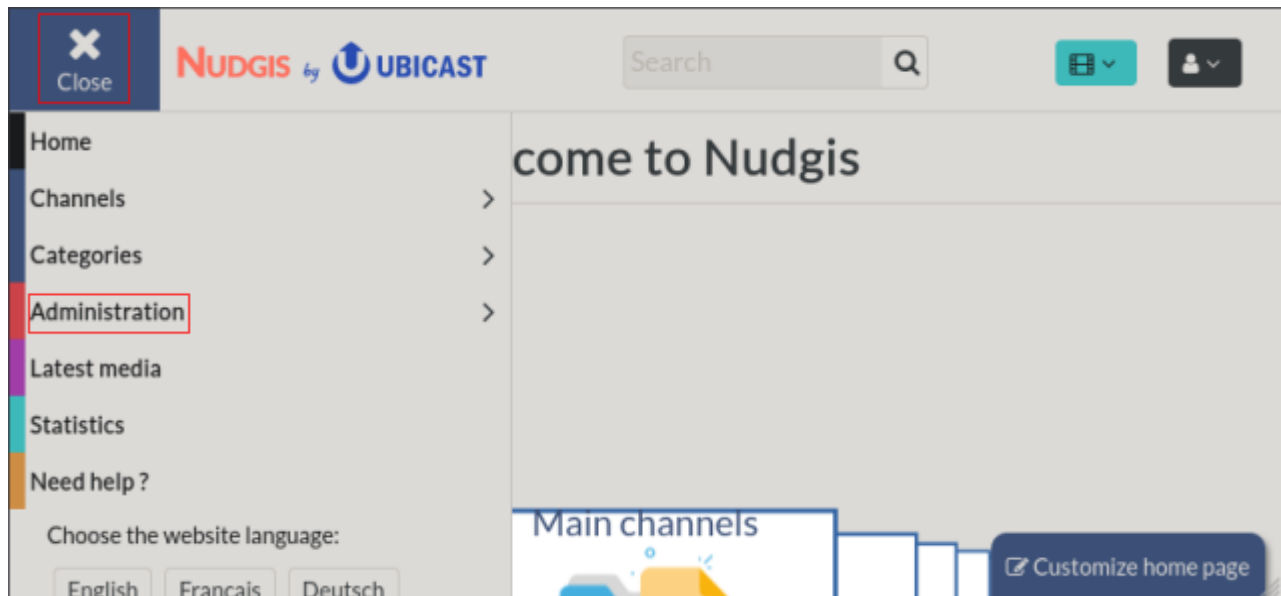 Close
NUDGIS by UBICAST
Search
Home
Channels
Categories
Administration
Latest media
Statistics
Need help ?
Choose the website language:
English Français Deutsch
come to Nudgis
Main channels
Customize home page